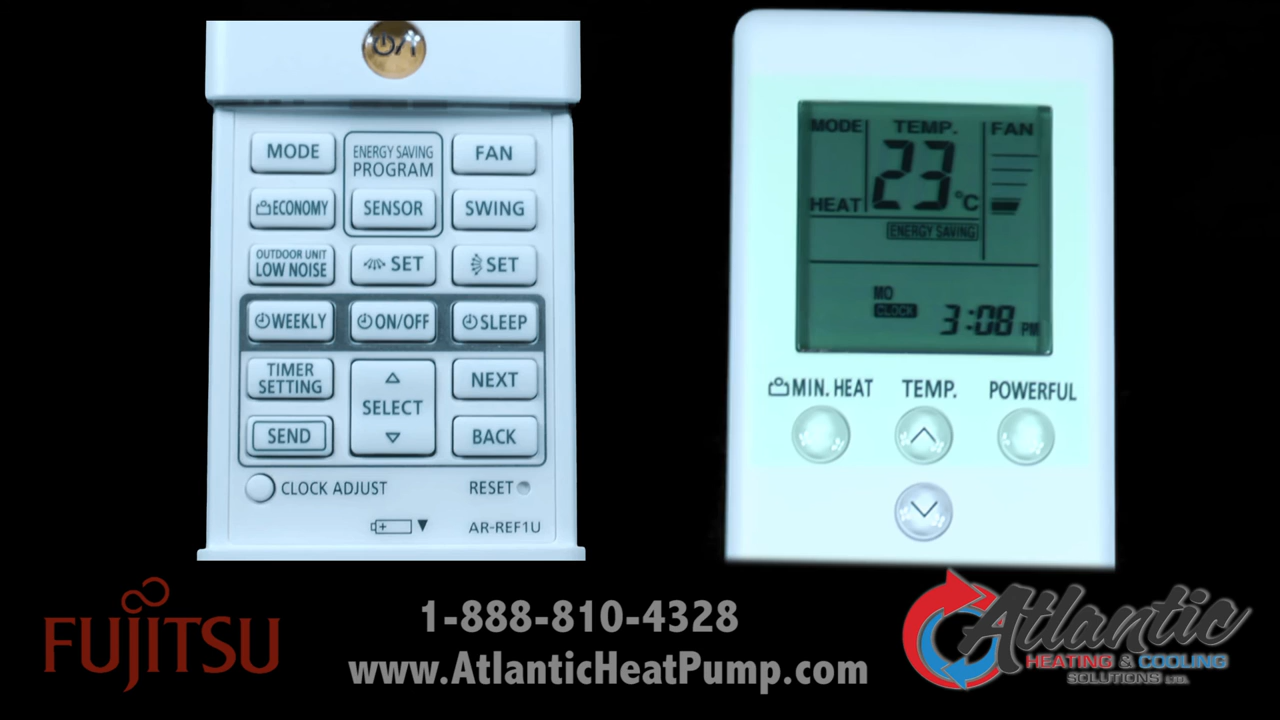 MODE
ENERGY SAVING
PROGRAM
FAN
ECONOMY
SENSOR
SWING
OUTDOOR UNIT
LOW NOISE
SET
SET
WEEKLY
ON/OFF
SLEEP
TIMER
SETTING
SELECT
NEXT
SEND
BACK
CLOCK ADJUST
RESET
AR-REF1U
MODE TEMP. FAN
23°C
HEAT
ENERGY SAVING
MO
CLOCK 3:08 PM
MIN. HEAT TEMP. POWERFUL
FUJITSU
1-888-810-4328
www.AtlanticHeatPump.com
Atlantic
HEATING & COOLING
SOLUTIONS LTD.